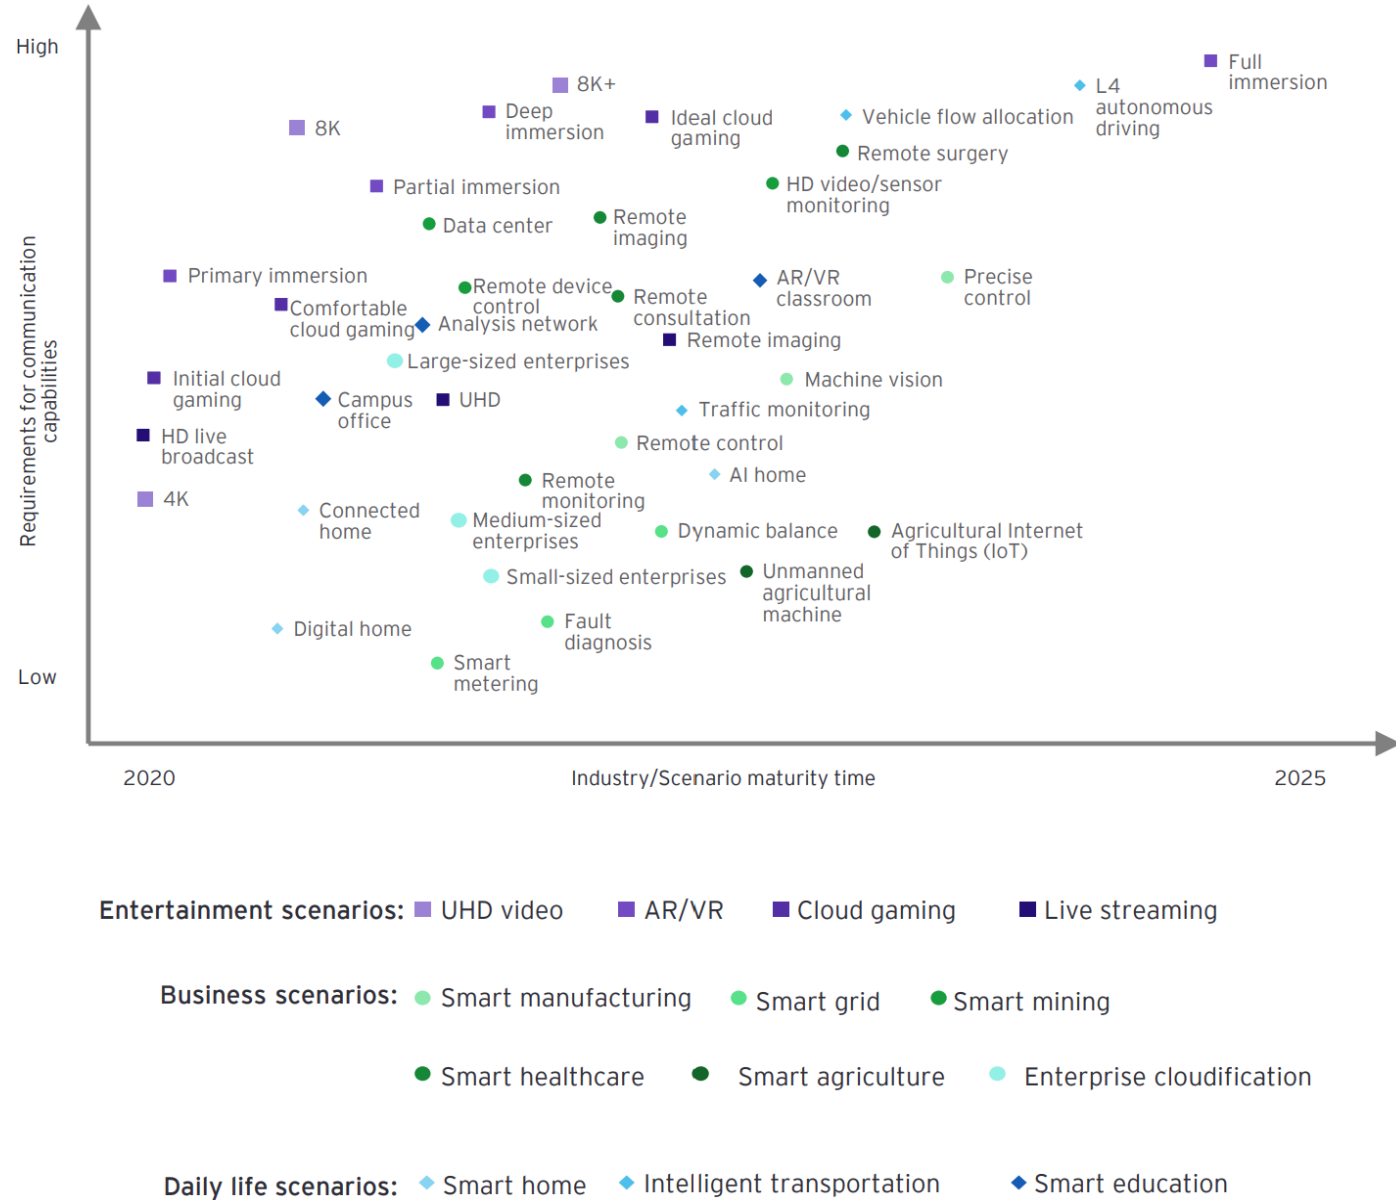 High
Full
immersion
8K+
L4
autonomous
driving
Deep
immersion
Ideal cloud
gaming
Vehicle flow allocation
8K
Remote surgery
Partial immersion
HD video/sensor
monitoring
Data center
Remote
imaging
Primary immersion
Remote device
control
AR/VR
classroom
Precise
control
Comfortable
cloud gaming
Remote
consultation
Analysis network
Remote imaging
Large-sized enterprises
Initial cloud
gaming
Machine vision
Campus
office
UHD
Traffic monitoring
HD live
broadcast
Remote control
AI home
Remote
monitoring
4K
Connected
home
Medium-sized
enterprises
Dynamic balance
Agricultural Internet
of Things (IoT)
Small-sized enterprises
Unmanned
agricultural
machine
Digital home
Fault
diagnosis
Smart
metering
Low
Requirements for communication
capabilities
2020
Industry/Scenario maturity time
2025
Entertainment scenarios: UHD video AR/VR Cloud gaming Live streaming
Business scenarios: Smart manufacturing Smart grid Smart mining
Smart healthcare Smart agriculture Enterprise cloudification
Daily life scenarios: Smart home Intelligent transportation Smart education